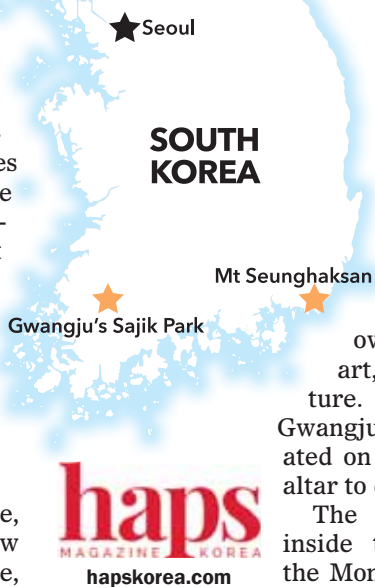 Seoul
SOUTH
KOREA
Mt Seunghaksan
Gwangju's Sajik Park
art,
ture.
Gwangju
ated on
altar to
The
inside
the Mon
haps
MAGAZINE KOREA
hapskorea.com